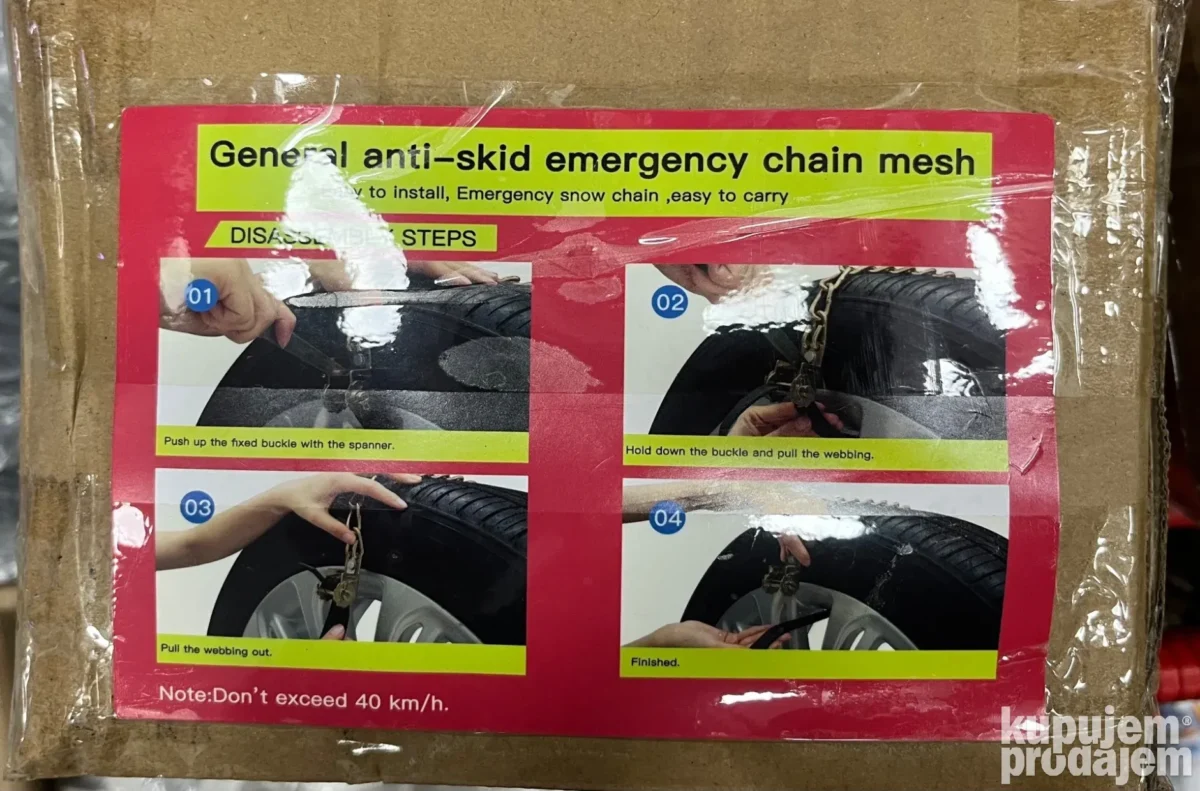 General anti-skid emergency chain mesh
Easy to install, Emergency snow chain ,easy to carry
DISASSEMBLY STEPS
01
02
Push up the fixed buckle with the spanner.
Hold down the buckle and pull the webbing.
03
04
Pull the webbing out.
Finished.
Note:Don't exceed 40 km/h.
kupujem®
prodajem